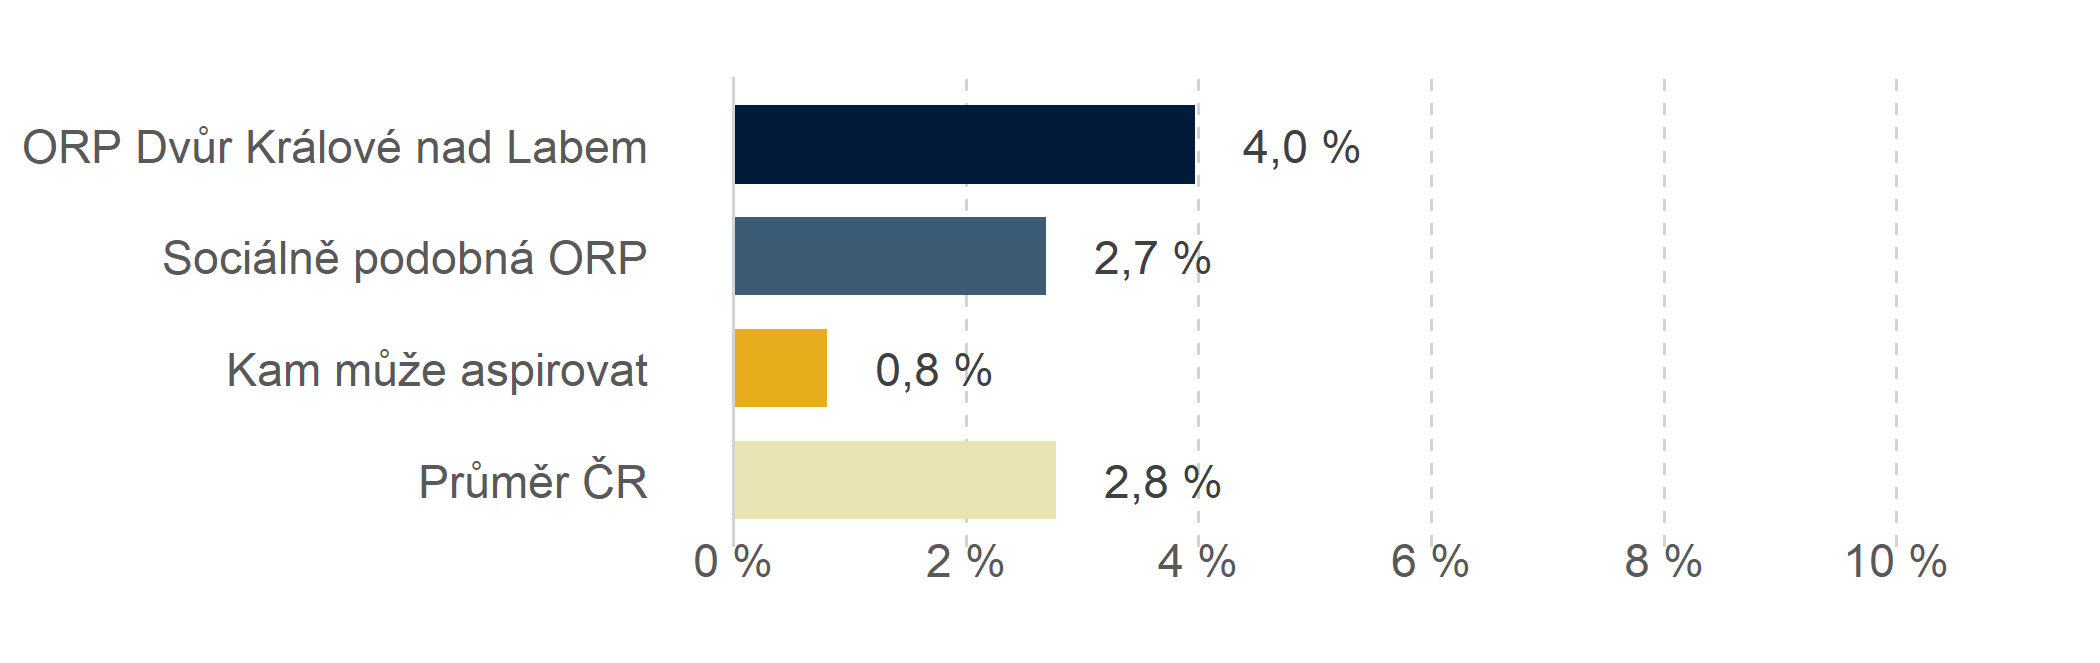 ORP Dvůr Králové nad Labem 4,0 %
Sociálně podobná ORP 2,7 %
Kam může aspirovat 0,8 %
Průměr ČR 2,8 %
0 % 2 % 4 % 6 % 8 % 10 %